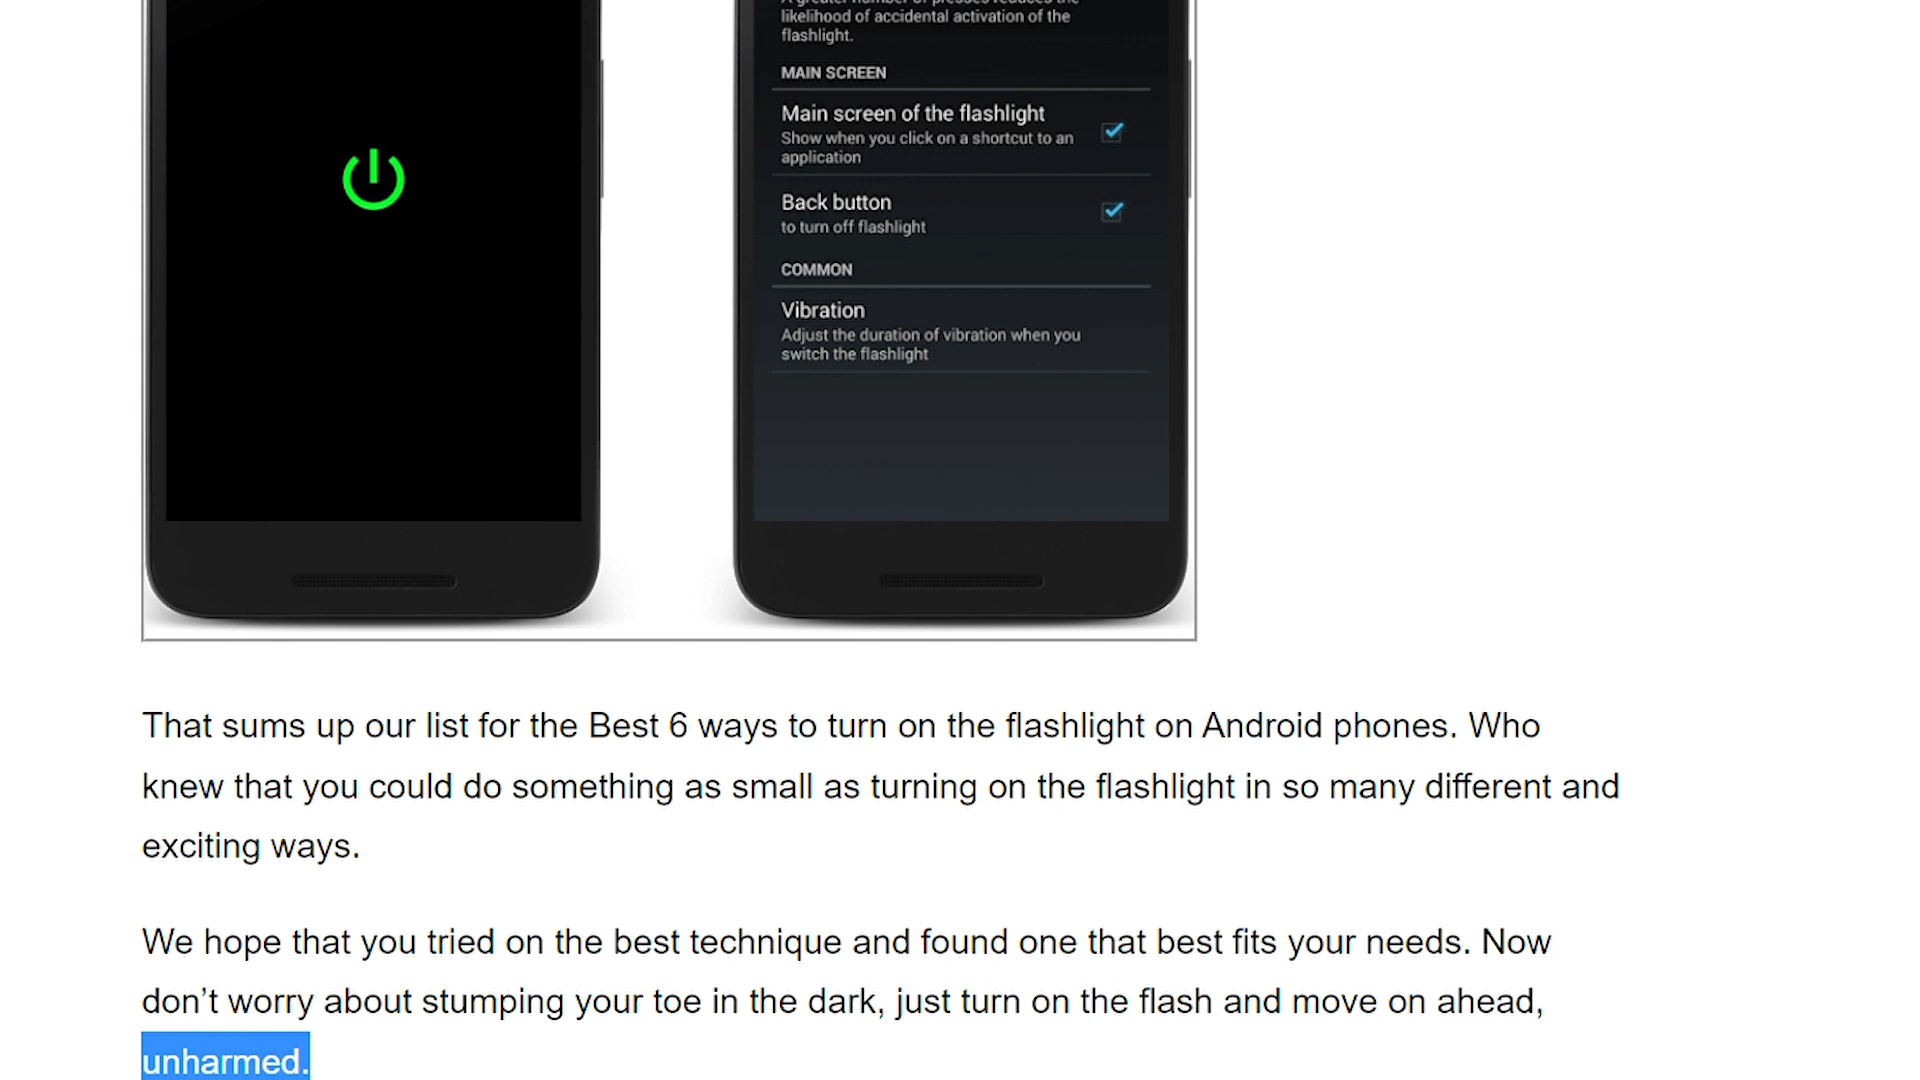 likelihood of accidental activation of the
flashlight.
MAIN SCREEN
Main screen of the flashlight
Show when you click on a shortcut to an
application
Back button
to turn off flashlight
COMMON
Vibration
Adjust the duration of vibration when you
switch the flashlight
That sums up our list for the Best 6 ways to turn on the flashlight on Android phones. Who
knew that you could do something as small as turning on the flashlight in so many different and
exciting ways.
We hope that you tried on the best technique and found one that best fits your needs. Now
don’t worry about stumping your toe in the dark, just turn on the flash and move on ahead,
unharmed.